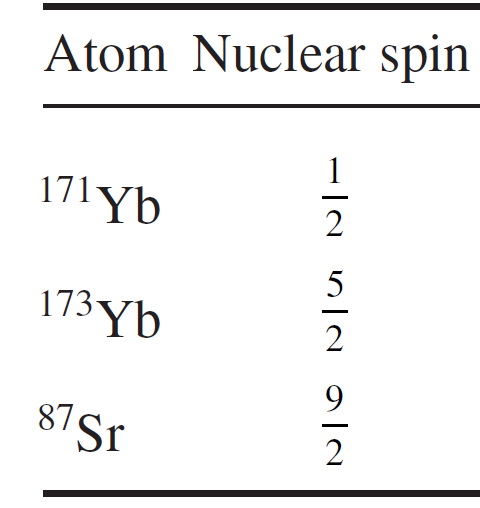 Atom Nuclear spin
¹⁷¹Yb 1/2
¹⁷³Yb 5/2
⁸⁷Sr 9/2